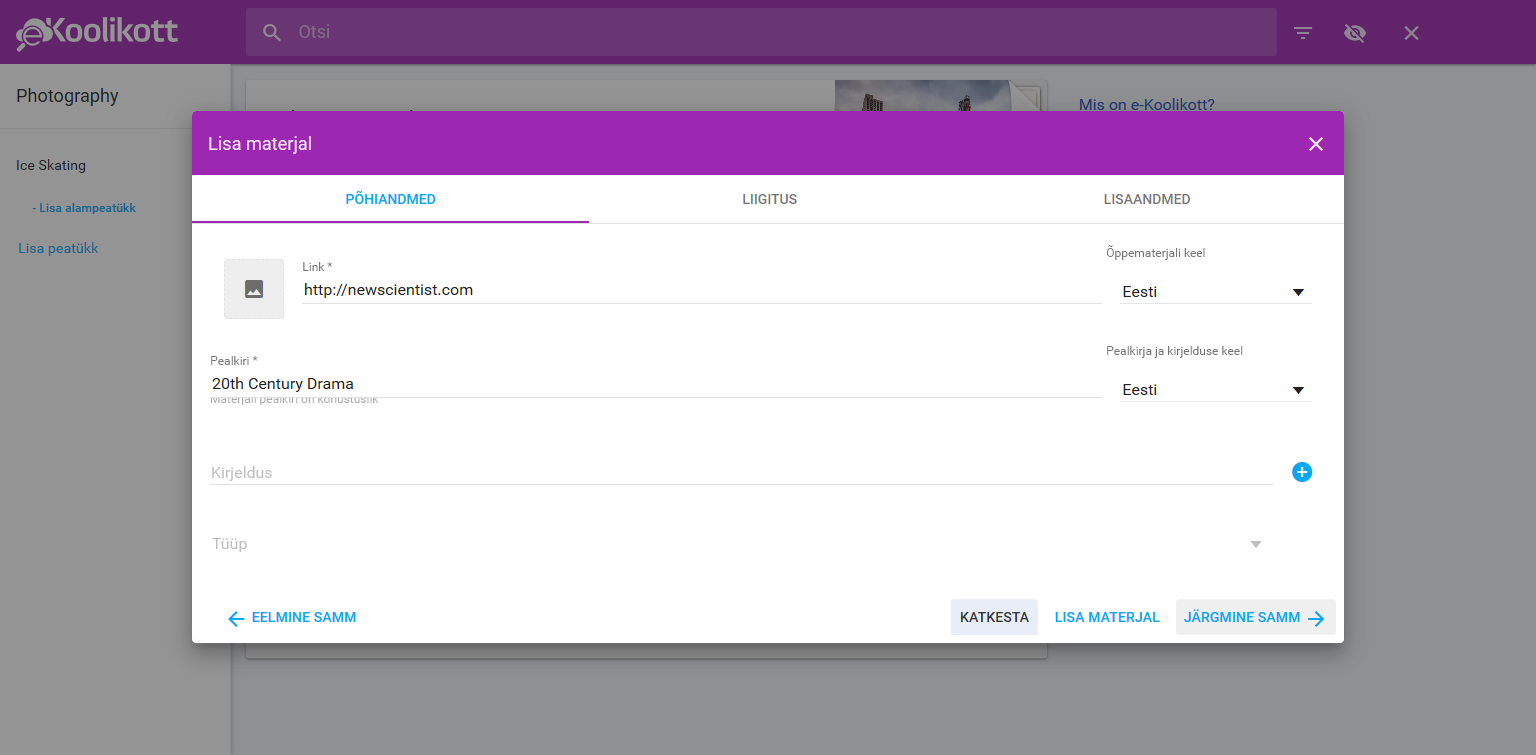 eKoolikott
Otsi
Photography
Mis on e-Koolikott?
Lisa materjal
Ice Skating
- Lisa alampeatükk
Lisa peatükk
PÕHIANDMED
LIIGITUS
LISAANDMED
Link *
http://newscientist.com
Õppematerjali keel
Eesti
Pealkiri *
20th Century Drama
Materjali pealkiri on kohustuslik
Pealkirja ja kirjelduse keel
Eesti
Kirjeldus
Tüüp
EELMINE SAMM
KATKESTA
LISA MATERJAL
JÄRGMINE SAMM